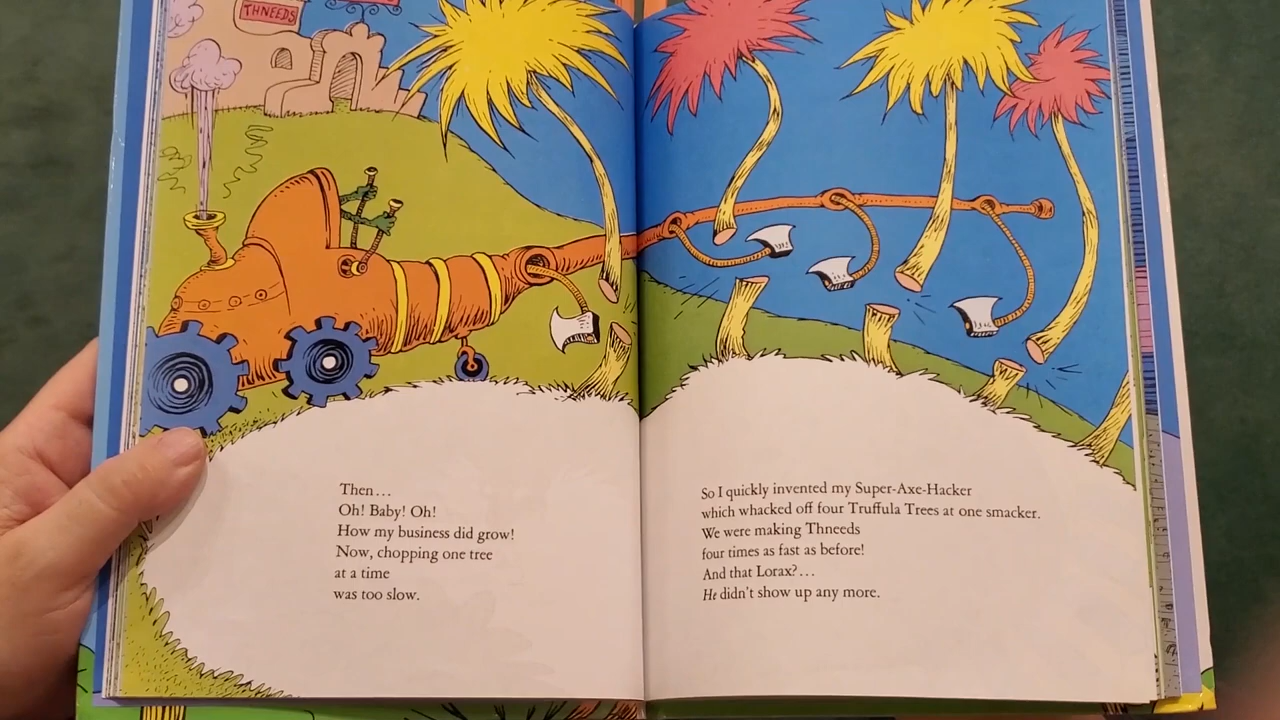 THNEEDS
Then...
Oh! Baby! Oh!
How my business did grow!
Now, chopping one tree
at a time
was too slow.
So I quickly invented my Super-Axe-Hacker
which whacked off four Truffula Trees at one smacker.
We were making Thneeds
four times as fast as before!
And that Lorax?...
He didn't show up any more.